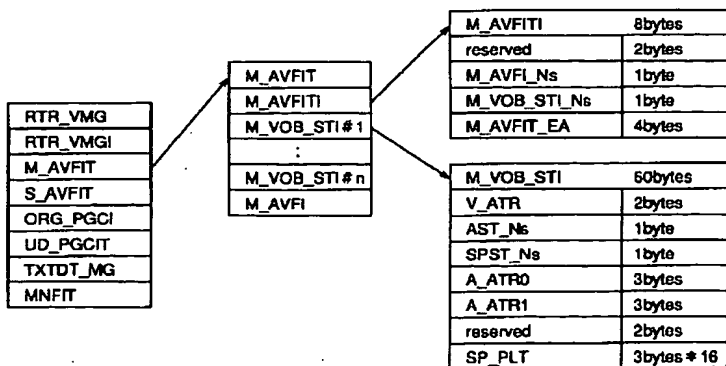 RTR_VMG
RTR_VMGI
M_AVFIT
S_AVFIT
ORG_PGCI
UD_PGCIT
TXTDT_MG
MNFIT
M_AVFIT
M_AVFITI
M_VOB_STI#1
:
M_VOB_STI#n
M_AVFI
M_AVFITI 8bytes
reserved 2bytes
M_AVFI_Ns 1byte
M_VOB_STI_Ns 1byte
M_AVFIT_EA 4bytes
M_VOB_STI 60bytes
V_ATR 2bytes
AST_Ns 1byte
SPST_Ns 1byte
A_ATR0 3bytes
A_ATR1 3bytes
reserved 2bytes
SP_PLT 3bytes*16